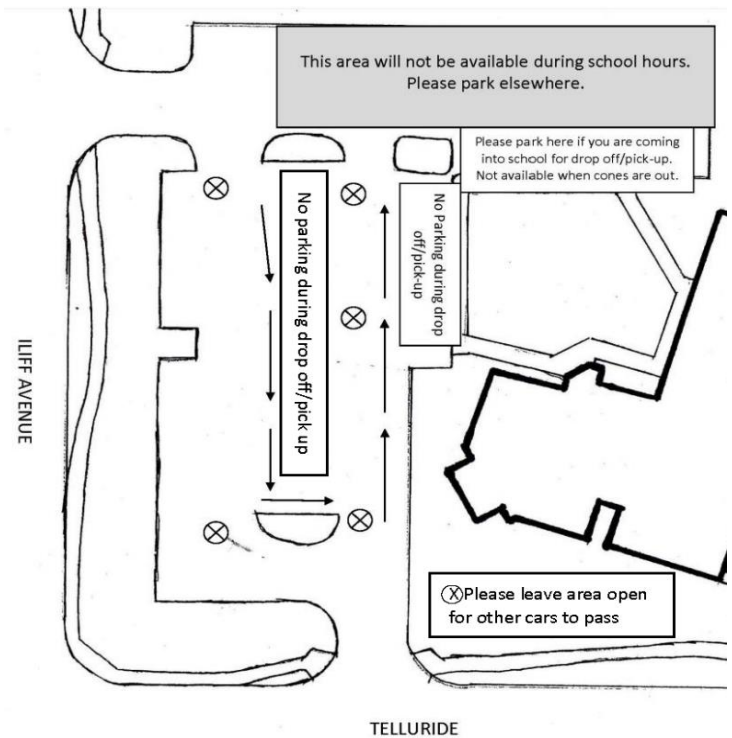 This area will not be available during school hours.
Please park elsewhere.
Please park here if you are coming
into school for drop off/pick-up.
Not available when cones are out.
No parking during drop off/pick up
No Parking during drop
off/pick-up
ILIFF AVENUE
ⓍPlease leave area open
for other cars to pass
TELLURIDE